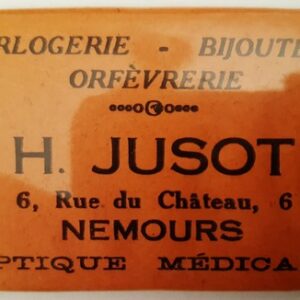 RLOGERIE - BIJOUTE
ORFÈVRERIE
H. JUSOT
6, Rue du Château, 6
NEMOURS
PTIQUE MÉDICA